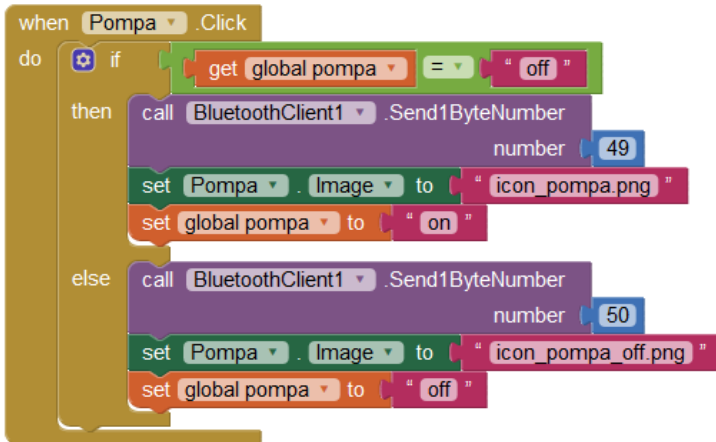 when Pompa .Click
do if get global pompa = " off "
then call BluetoothClient1 .Send1ByteNumber
number 49
set Pompa . Image to " icon_pompa.png "
set global pompa to " on "
else call BluetoothClient1 .Send1ByteNumber
number 50
set Pompa . Image to " icon_pompa_off.png "
set global pompa to " off "